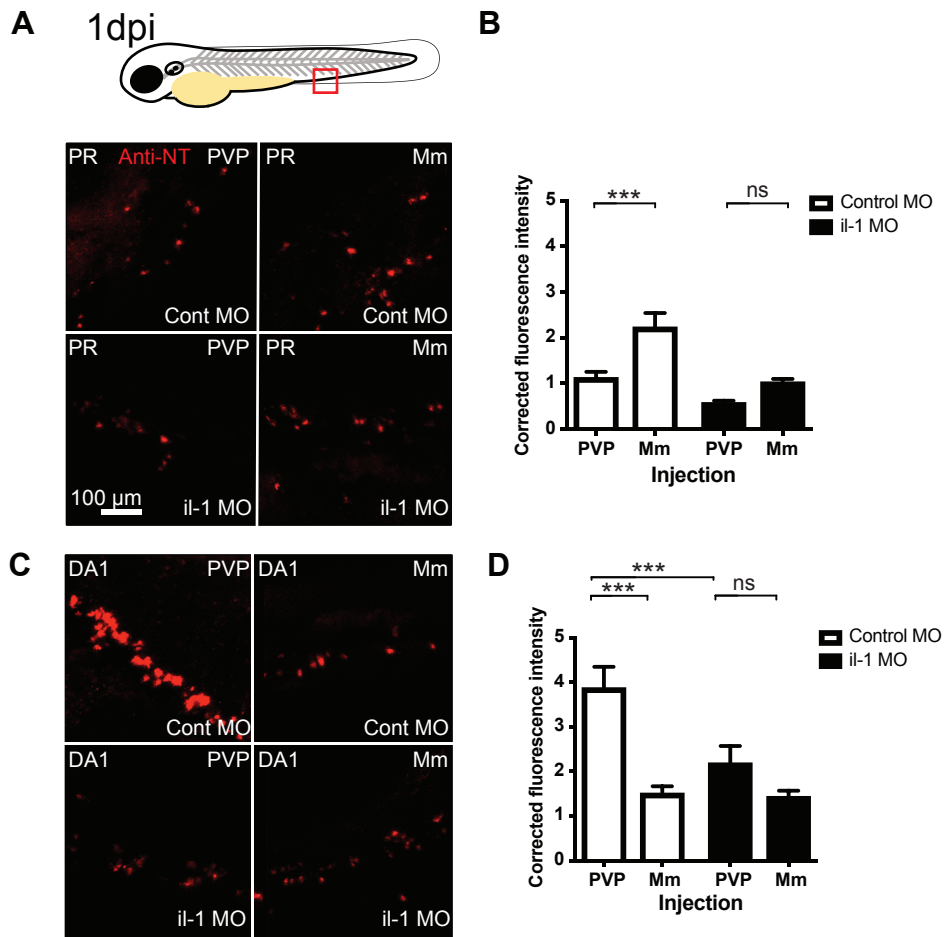 A
1dpi
PR Anti-NT PVP
Cont MO
PR Mm
Cont MO
PR PVP
100 µm
il-1 MO
PR Mm
il-1 MO
B
Corrected fluorescence intensity
5
4
3
2
1
0
*** ns
PVP Mm PVP Mm
Injection
Control MO
il-1 MO
C
DA1 PVP
Cont MO
DA1 Mm
Cont MO
DA1 PVP
il-1 MO
DA1 Mm
il-1 MO
D
Corrected fluorescence intensity
5
4
3
2
1
0
***
*** ns
PVP Mm PVP Mm
Injection
Control MO
il-1 MO